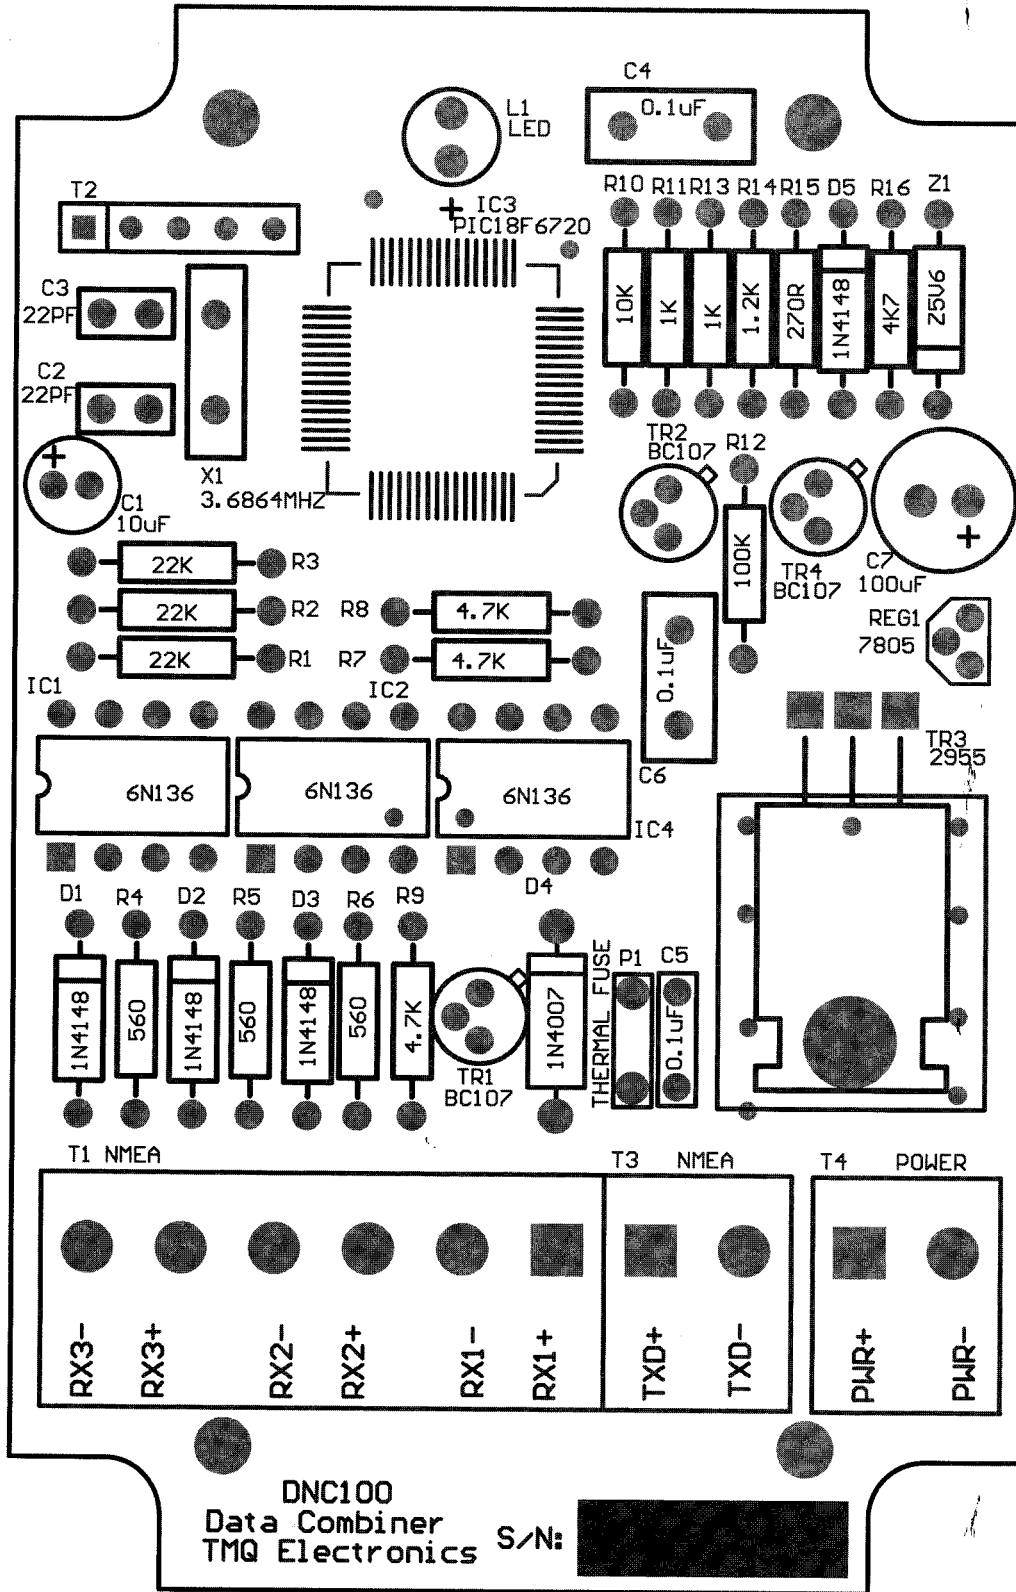 C4
0.1uF
L1
LED
T2
R10 R11 R13 R14 R15 D5 R16 Z1
IC3
PIC18F6720
C3
22PF
10K
1K
1K
1.2K
270R
1N4148
4K7
Z5V6
C2
22PF
X1
3.6864MHZ
C1
10uF
TR2
BC107
R12
100K
TR4
BC107
C7
100uF
22K R3
22K R2
22K R1
R8 4.7K
R7 4.7K
REG1
7805
0.1uF
C6
IC1
IC2
6N136
6N136
6N136
IC4
TR3
2955
D1 R4 D2 R5 D3 R6 R9 D4
1N4148
560
1N4148
560
1N4148
560
4.7K
TR1
BC107
1N4007
THERMAL FUSE
P1 C5
0.1uF
T1 NMEA
T3 NMEA
T4 POWER
RX3-
RX3+
RX2-
RX2+
RX1-
RX1+
TXD+
TXD-
PWR+
PWR-
DNC100
Data Combiner
TMQ Electronics
S/N: